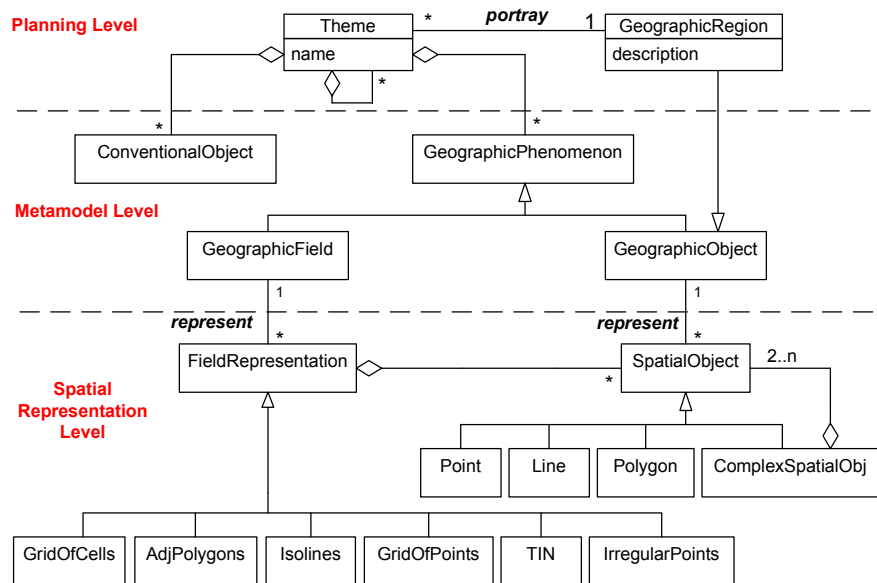 Planning Level
Theme
name
*
portray
1
GeographicRegion
description
*
*
*
ConventionalObject
GeographicPhenomenon
Metamodel Level
GeographicField
GeographicObject
1
1
represent
represent
*
*
FieldRepresentation
SpatialObject
2..n
*
Spatial
Representation
Level
Point
Line
Polygon
ComplexSpatialObj
GridOfCells
AdjPolygons
Isolines
GridOfPoints
TIN
IrregularPoints